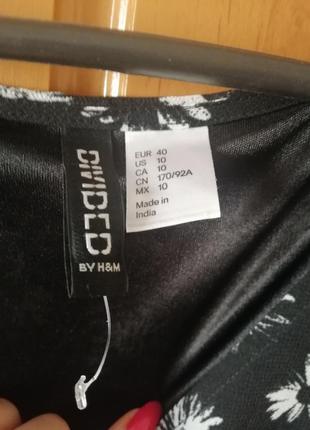 DIVIDED
BY H&M
EUR 40
US 10
CA 10
CN 170/92A
MX 10
Made in
India